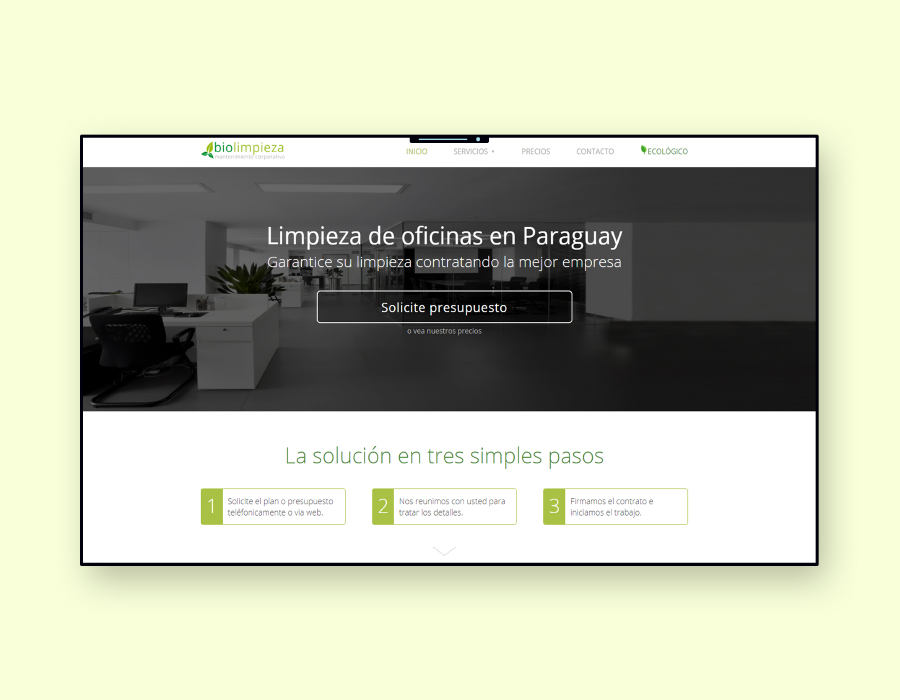 biolimpieza
mantenimiento corporativo
INICIO
SERVICIOS
PRECIOS
CONTACTO
ECOLÓGICO
Limpieza de oficinas en Paraguay
Garantice su limpieza contratando la mejor empresa
Solicite presupuesto
o vea nuestros precios
La solución en tres simples pasos
1
Solicite el plan o presupuesto
teléfonicamente o via web.
2
Nos reunimos con usted para
tratar los detalles.
3
Firmamos el contrato e
iniciamos el trabajo.